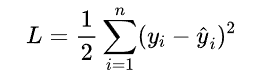 L = \frac{1}{2} \sum_{i=1}^{n} (y_i - \hat{y}_i)^2